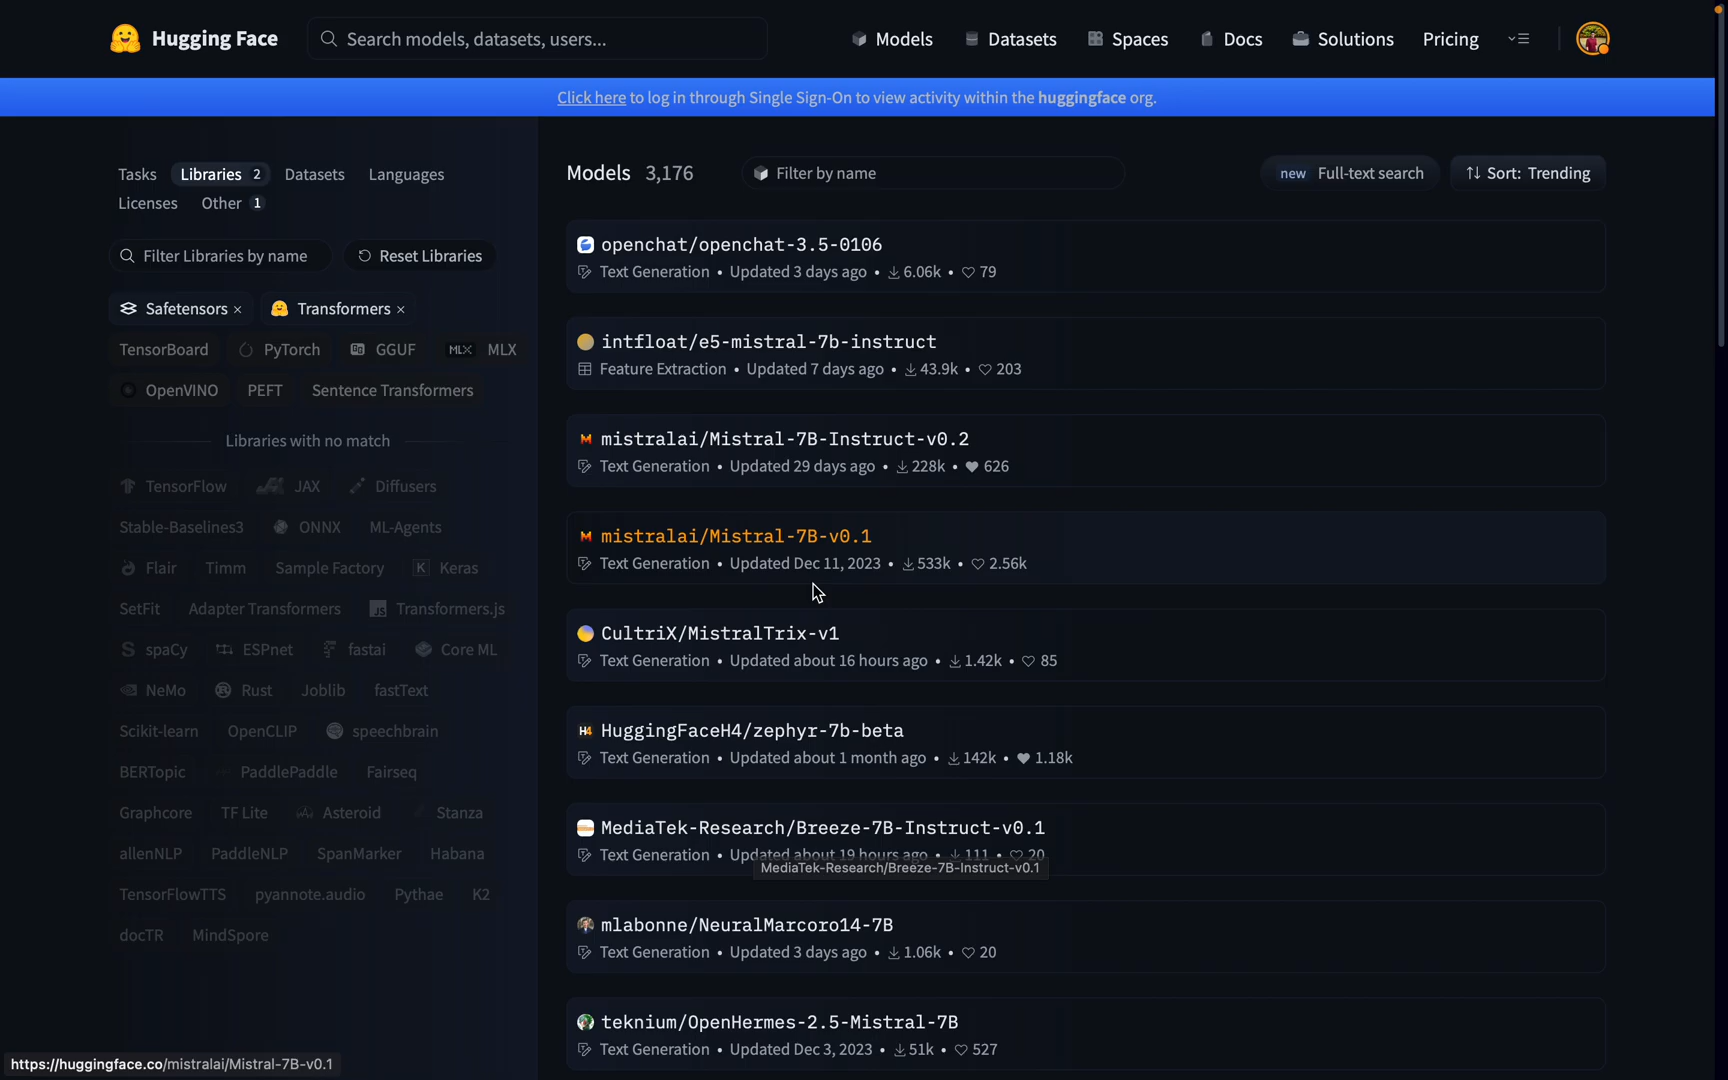 Hugging Face
Search models, datasets, users...
Models
Datasets
Spaces
Docs
Solutions
Pricing
Click here to log in through Single Sign-On to view activity within the huggingface org.
Tasks Libraries 2 Datasets Languages
Licenses Other 1
Filter Libraries by name
Reset Libraries
Safetensors × Transformers ×
TensorBoard PyTorch GGUF MLX MLX
OpenVINO PEFT Sentence Transformers
Libraries with no match
TensorFlow JAX Diffusers
Stable-Baselines3 ONNX ML-Agents
Flair Timm Sample Factory K Keras
SetFit Adapter Transformers JS Transformers.js
spaCy ESPnet fastai Core ML
NeMo Rust Joblib fastText
Scikit-learn OpenCLIP speechbrain
BERTopic PaddlePaddle Fairseq
Graphcore TF Lite Asteroid Stanza
allenNLP PaddleNLP SpanMarker Habana
TensorFlowTTS pyannote.audio Pythae K2
docTR MindSpore
Models 3,176
Filter by name
new Full-text search
Sort: Trending
openchat/openchat-3.5-0106
Text Generation • Updated 3 days ago • 6.06k • 79
intfloat/e5-mistral-7b-instruct
Feature Extraction • Updated 7 days ago • 43.9k • 203
mistralai/Mistral-7B-Instruct-v0.2
Text Generation • Updated 29 days ago • 228k • 626
mistralai/Mistral-7B-v0.1
Text Generation • Updated Dec 11, 2023 • 533k • 2.56k
CultriX/MistralTrix-v1
Text Generation • Updated about 16 hours ago • 1.42k • 85
H4 HuggingFaceH4/zephyr-7b-beta
Text Generation • Updated about 1 month ago • 142k • 1.18k
MediaTek-Research/Breeze-7B-Instruct-v0.1
Text Generation • Updated about 19 hours ago • 111 • 20
MediaTek-Research/Breeze-7B-Instruct-v0.1
mlabonne/NeuralMarcoro14-7B
Text Generation • Updated 3 days ago • 1.06k • 20
teknium/OpenHermes-2.5-Mistral-7B
Text Generation • Updated Dec 3, 2023 • 51k • 527
https://huggingface.co/mistralai/Mistral-7B-v0.1